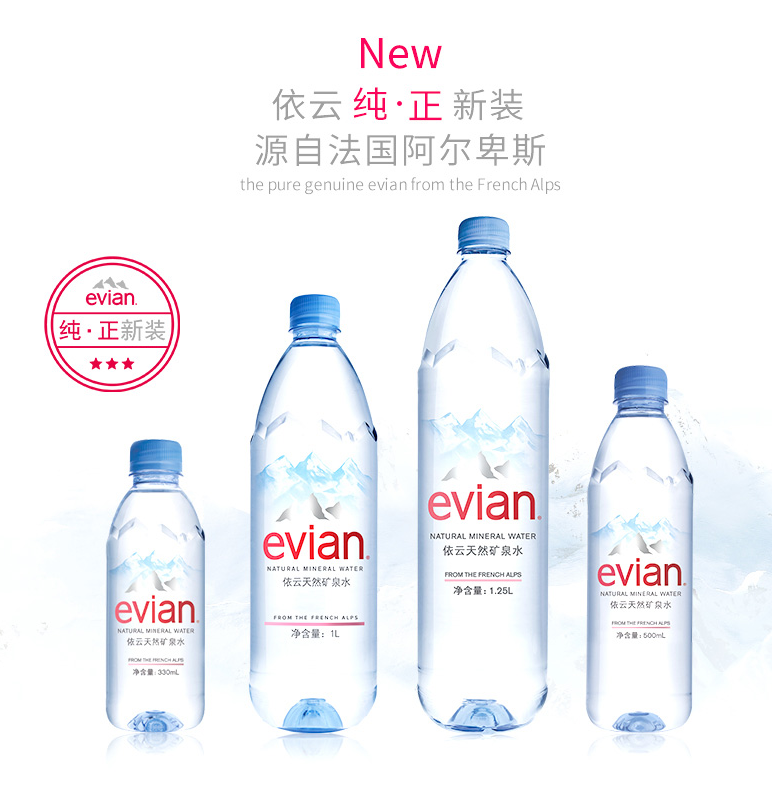 New
依云 纯·正 新装
源自法国阿尔卑斯
the pure genuine evian from the French Alps
evian.
纯·正新装
evian.
NATURAL MINERAL WATER
依云天然矿泉水
FROM THE FRENCH ALPS
净含量: 330mL
evian.
NATURAL MINERAL WATER
依云天然矿泉水
FROM THE FRENCH ALPS
净含量: 1L
evian.
NATURAL MINERAL WATER
依云天然矿泉水
FROM THE FRENCH ALPS
净含量: 1.25L
evian.
NATURAL MINERAL WATER
依云天然矿泉水
FROM THE FRENCH ALPS
净含量: 500mL